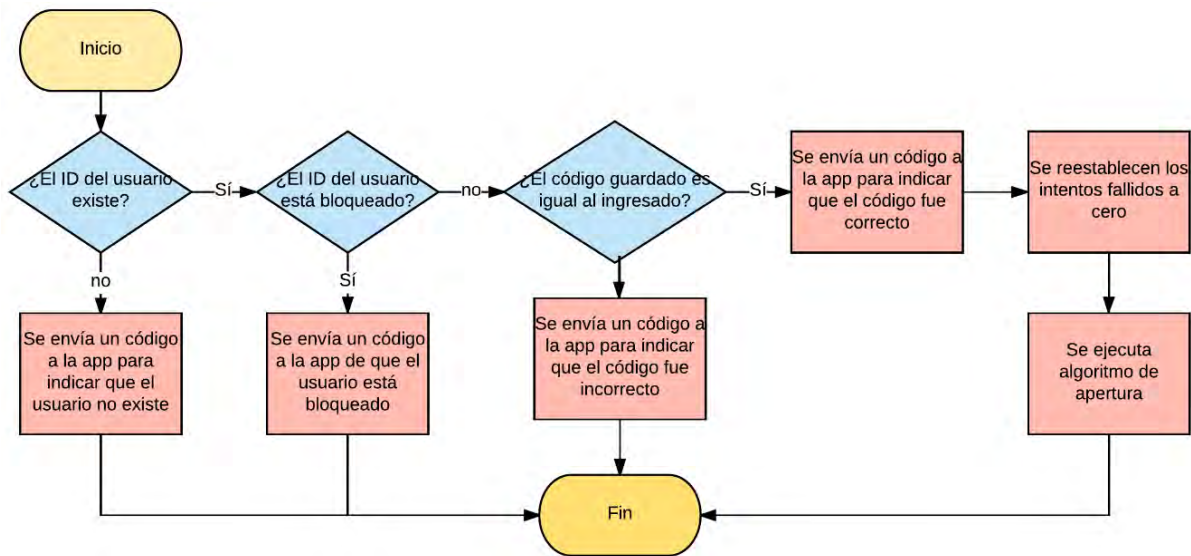 Inicio
¿El ID del usuario
existe?
Sí
¿El ID del usuario
está bloqueado?
no
¿El código guardado es
igual al ingresado?
Sí
Se envía un código a
la app para indicar
que el código fue
correcto
Se reestablecen los
intentos fallidos a
cero
no
Sí
Se envía un código
a la app para
indicar que el
usuario no existe
Se envía un código
a la app de que el
usuario está
bloqueado
Se envía un código a
la app para indicar
que el código fue
incorrecto
Se ejecuta
algoritmo de
apertura
Fin